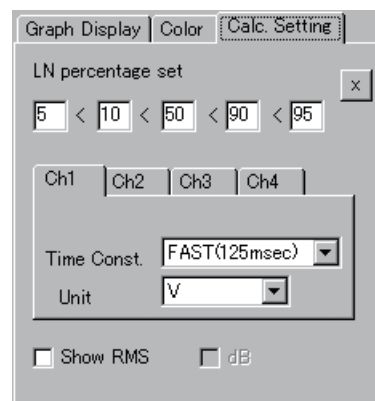 Graph Display Color Calc. Setting
LN percentage set
x
5 < 10 < 50 < 90 < 95
Ch1 Ch2 Ch3 Ch4
Time Const. FAST(125msec)
Unit V
Show RMS dB